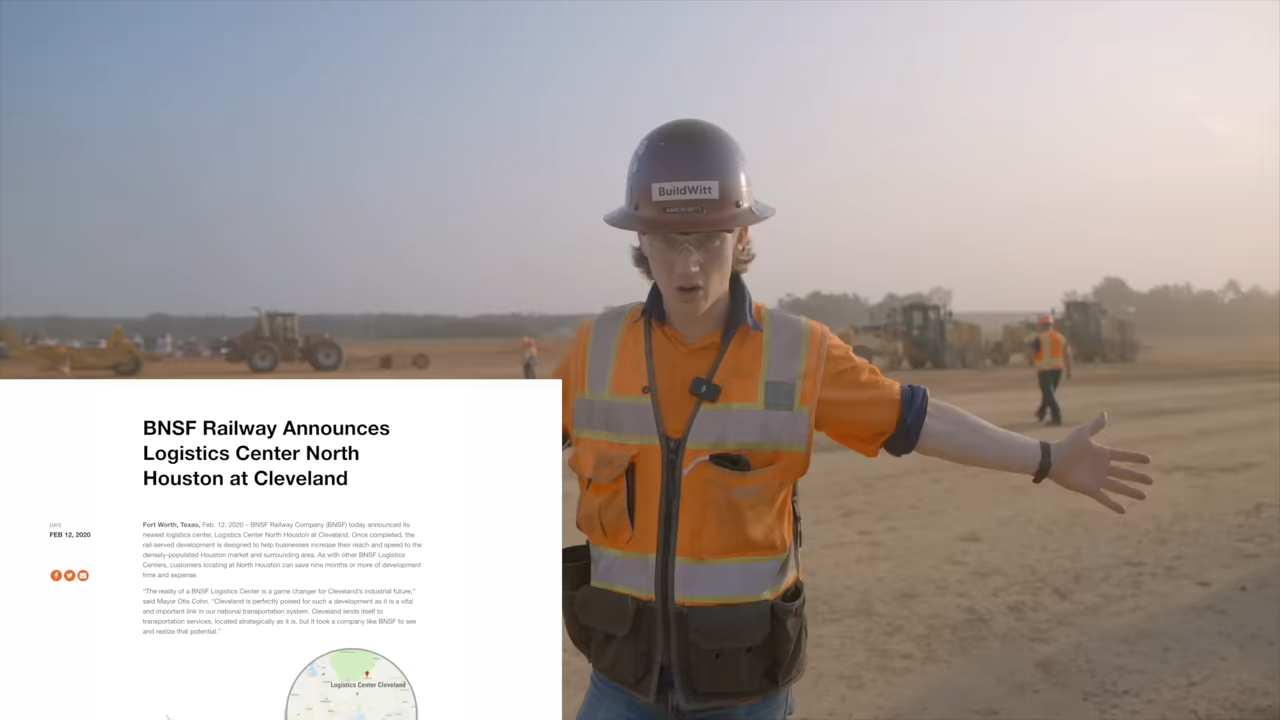 BuildWitt
AARON WITT
BNSF Railway Announces
Logistics Center North
Houston at Cleveland
DATE:
FEB 12, 2020
Fort Worth, Texas, Feb. 12, 2020 – BNSF Railway Company (BNSF) today announced its
newest logistics center, Logistics Center North Houston at Cleveland. Once completed, the
rail-served development is designed to help businesses increase their reach and speed to the
densely-populated Houston market and surrounding area. As with other BNSF Logistics
Centers, customers locating at North Houston can save nine months or more of development
time and expense.
"The reality of a BNSF Logistics Center is a game changer for Cleveland's industrial future,"
said Mayor Otis Cohn. "Cleveland is perfectly poised for such a development as it is a vital
and important link in our national transportation system. Cleveland lends itself to
transportation services, located strategically as it is, but it took a company like BNSF to see
and realize that potential."
Logistics Center Cleveland